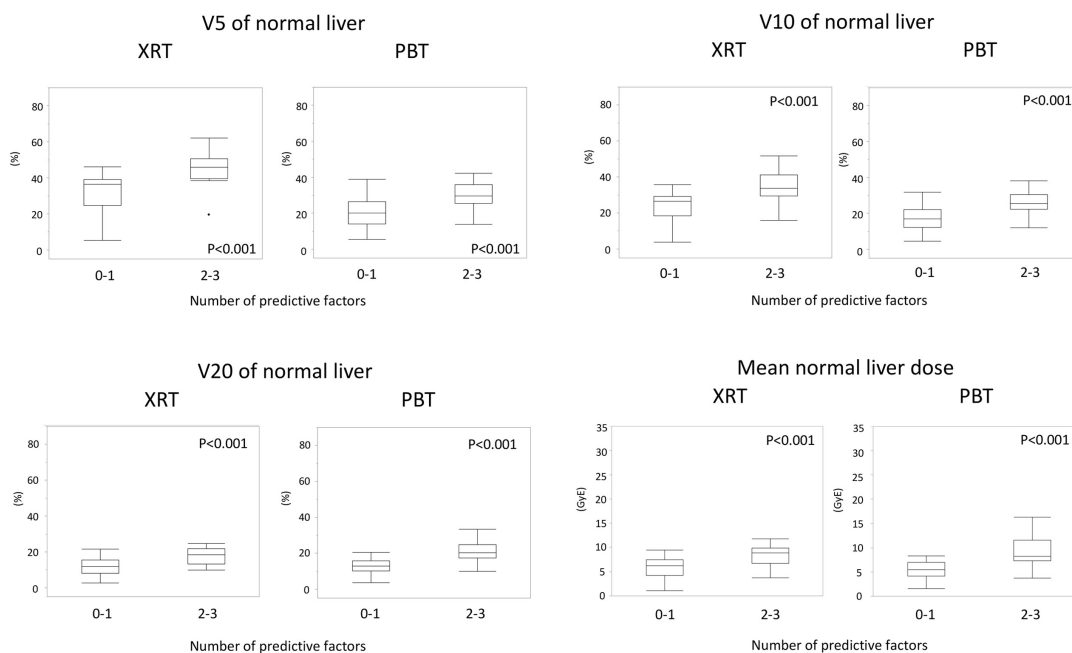 V5 of normal liver
XRT PBT
80
60
40
20
0
(%)
P<0.001
0-1 2-3
80
60
40
20
0
(%)
P<0.001
0-1 2-3
Number of predictive factors
V10 of normal liver
XRT PBT
80
60
40
20
0
(%)
P<0.001
0-1 2-3
80
60
40
20
0
(%)
P<0.001
0-1 2-3
Number of predictive factors
V20 of normal liver
XRT PBT
80
60
40
20
0
(%)
P<0.001
0-1 2-3
80
60
40
20
0
(%)
P<0.001
0-1 2-3
Number of predictive factors
Mean normal liver dose
XRT PBT
35
30
25
20
15
10
5
0
(GyE)
P<0.001
0-1 2-3
35
30
25
20
15
10
5
0
(GyE)
P<0.001
0-1 2-3
Number of predictive factors